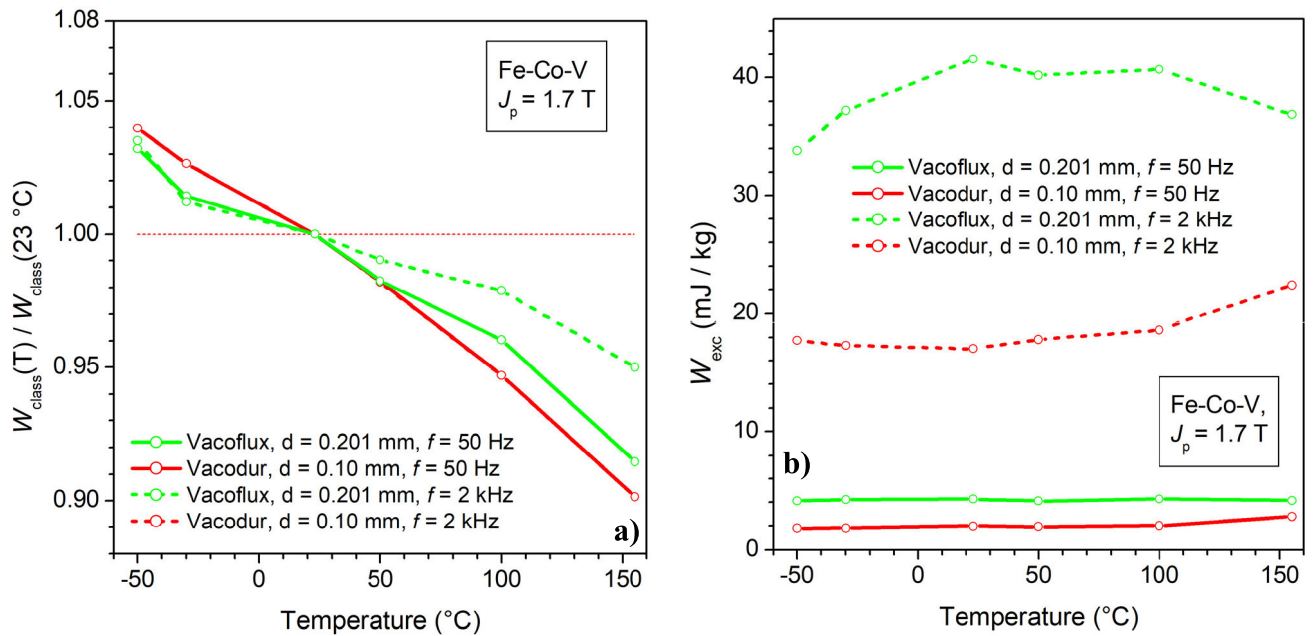 1.08
1.05
1.00
0.95
0.90
W_class(T) / W_class(23 °C)
Fe-Co-V
J_p = 1.7 T
Vacoflux, d = 0.201 mm, f = 50 Hz
Vacodur, d = 0.10 mm, f = 50 Hz
Vacoflux, d = 0.201 mm, f = 2 kHz
Vacodur, d = 0.10 mm, f = 2 kHz
a)
-50 0 50 100 150
Temperature (°C)
40
30
20
10
0
W_exc (mJ / kg)
Vacoflux, d = 0.201 mm, f = 50 Hz
Vacodur, d = 0.10 mm, f = 50 Hz
Vacoflux, d = 0.201 mm, f = 2 kHz
Vacodur, d = 0.10 mm, f = 2 kHz
Fe-Co-V,
J_p = 1.7 T
b)
-50 0 50 100 150
Temperature (°C)